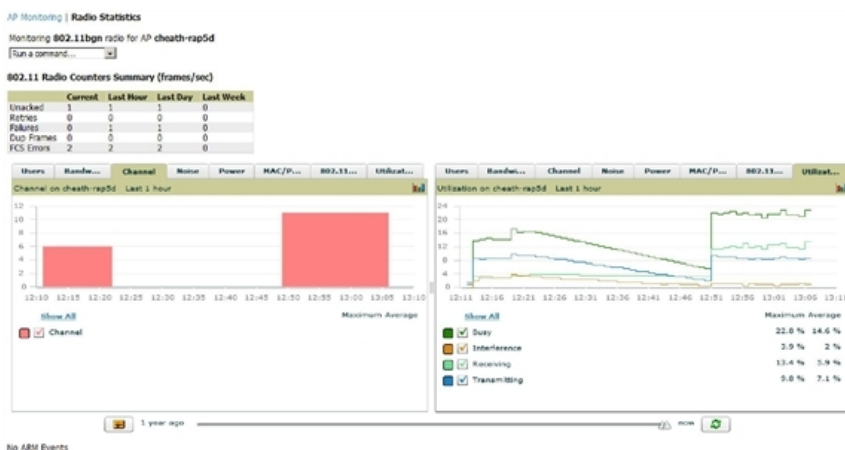 AP Monitoring | Radio Statistics
Monitoring 802.11bgn radio for AP cheath-rap5d
Run a command...
802.11 Radio Counters Summary (frames/sec)
Current Last Hour Last Day Last Week
Unacked 1 1 1 0
Retries 0 0 0 0
Failures 0 1 1 0
Dup Frames 0 0 0 0
FCS Errors 2 2 2 0
Users Bandw... Channel Noise Power MAC/P... 802.11... Utilizat...
Channel on cheath-rap5d Last 1 hour
12
10
8
6
4
2
0
12:10 12:15 12:20 12:25 12:30 12:35 12:40 12:45 12:50 12:55 13:00 13:05 13:10
Show All Maximum Average
Channel
Users Bandwi... Channel Noise Power MAC/P... 802.11... Utilizat...
Utilization on cheath-rap5d Last 1 hour
24
20
16
12
8
4
0
12:11 12:16 12:21 12:26 12:31 12:36 12:41 12:46 12:51 12:56 13:01 13:06 13:11
Show All Maximum Average
Busy 22.8 % 14.6 %
Interference 3.9 % 2 %
Receiving 13.4 % 5.9 %
Transmitting 9.8 % 7.1 %
1 year ago now
No ARM Events